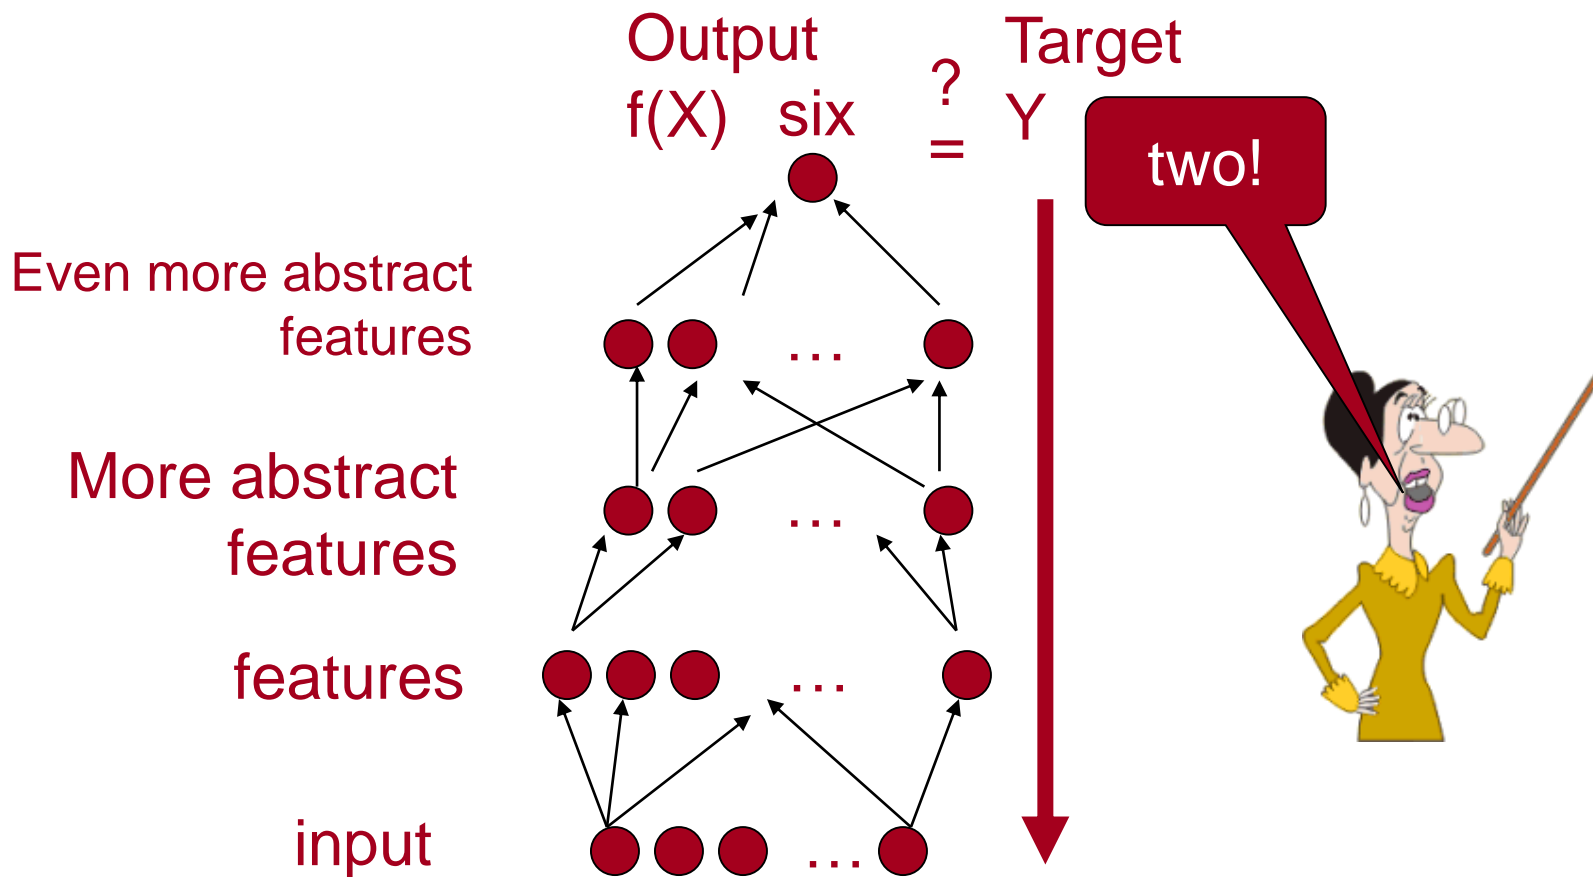 Output
f(X) six
?
=
Target
Y
two!
Even more abstract
features
...
More abstract
features
...
features
...
input
...